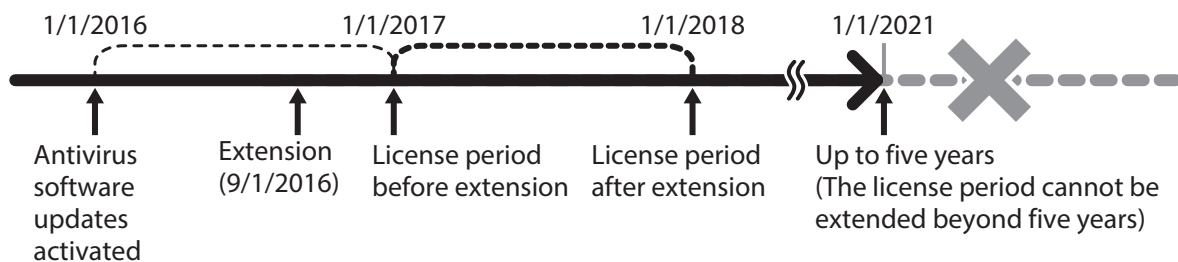 1/1/2016
1/1/2017
1/1/2018
1/1/2021
Antivirus
software
updates
activated
Extension
(9/1/2016)
License period
before extension
License period
after extension
Up to five years
(The license period cannot be
extended beyond five years)